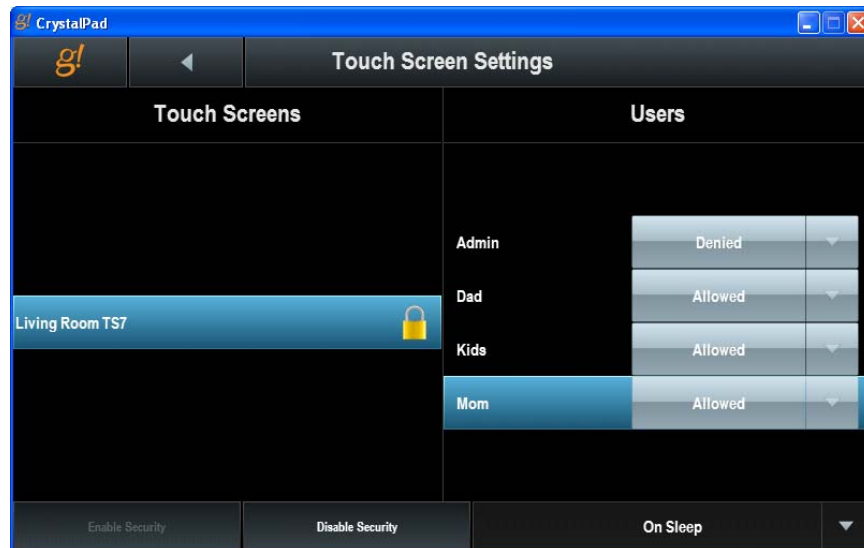 g! CrystalPad
g! Touch Screen Settings
Touch Screens Users
Admin Denied
Dad Allowed
Living Room TS7
Kids Allowed
Mom Allowed
Enable Security Disable Security On Sleep